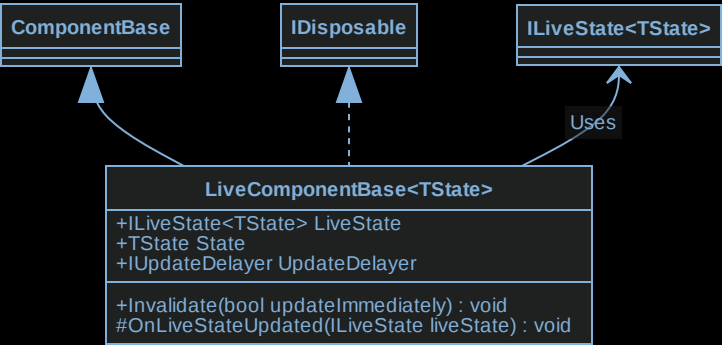 ComponentBase
IDisposable
ILiveState<TState>
Uses
LiveComponentBase<TState>
+ILiveState<TState> LiveState
+TState State
+IUpdateDelayer UpdateDelayer
+Invalidate(bool updateImmediately) : void
#OnLiveStateUpdated(ILiveState liveState) : void